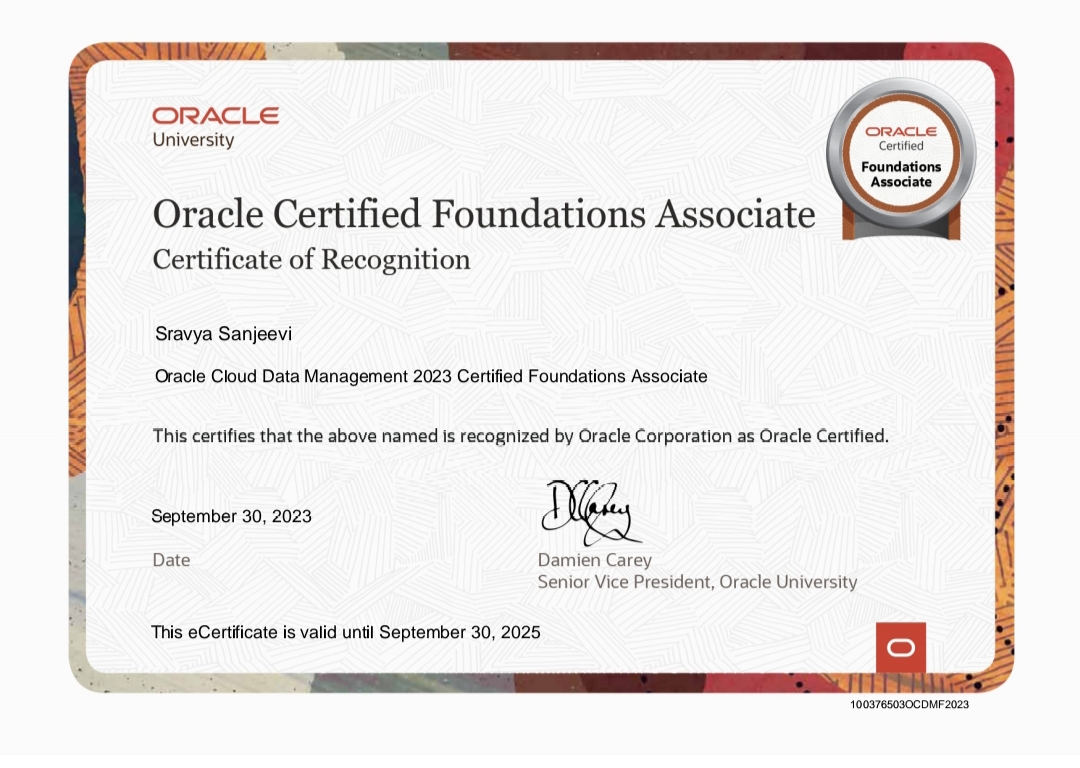 ORACLE
University
ORACLE
Certified
Foundations
Associate
Oracle Certified Foundations Associate
Certificate of Recognition
Sravya Sanjeevi
Oracle Cloud Data Management 2023 Certified Foundations Associate
This certifies that the above named is recognized by Oracle Corporation as Oracle Certified.
September 30, 2023
Date
DCarey
Damien Carey
Senior Vice President, Oracle University
This eCertificate is valid until September 30, 2025
100376503OCDMF2023